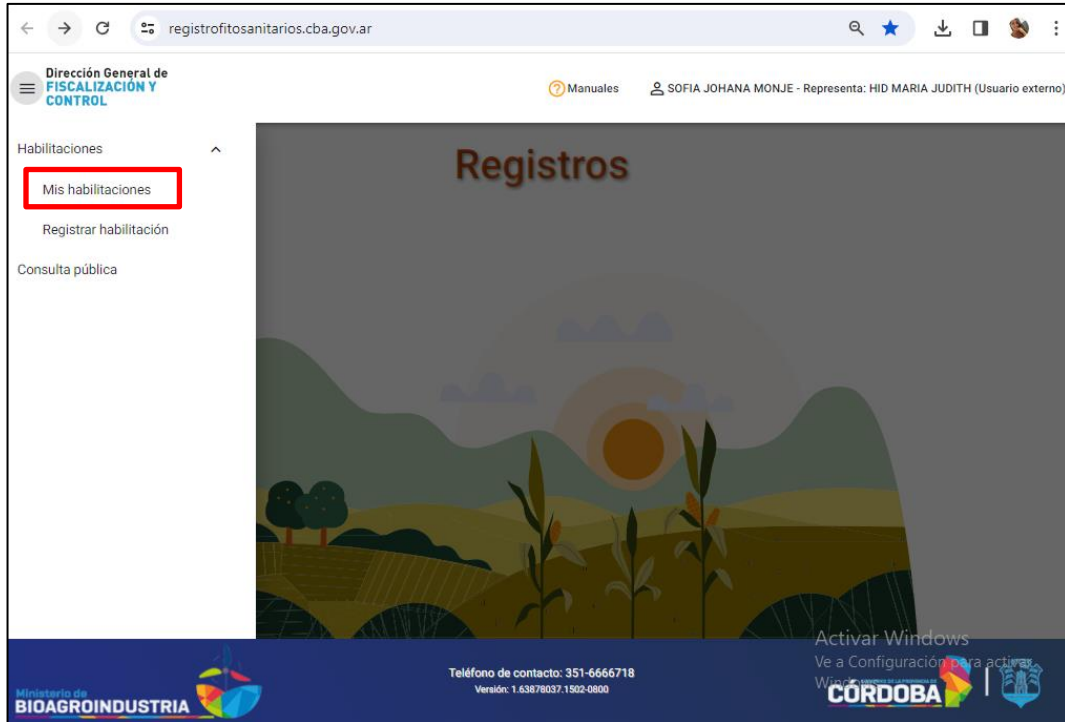 registrofitosanitarios.cba.gov.ar
Dirección General de
FISCALIZACIÓN Y
CONTROL
Manuales
SOFIA JOHANA MONJE - Representa: HID MARIA JUDITH (Usuario externo)
Habilitaciones
Registros
Mis habilitaciones
Registrar habilitación
Consulta pública
Activar Windows
Ve a Configuración para activar
Windows.
Teléfono de contacto: 351-6666718
Versión: 1.63878037.1502-0800
Ministerio de
BIOAGROINDUSTRIA
CÓRDOBA